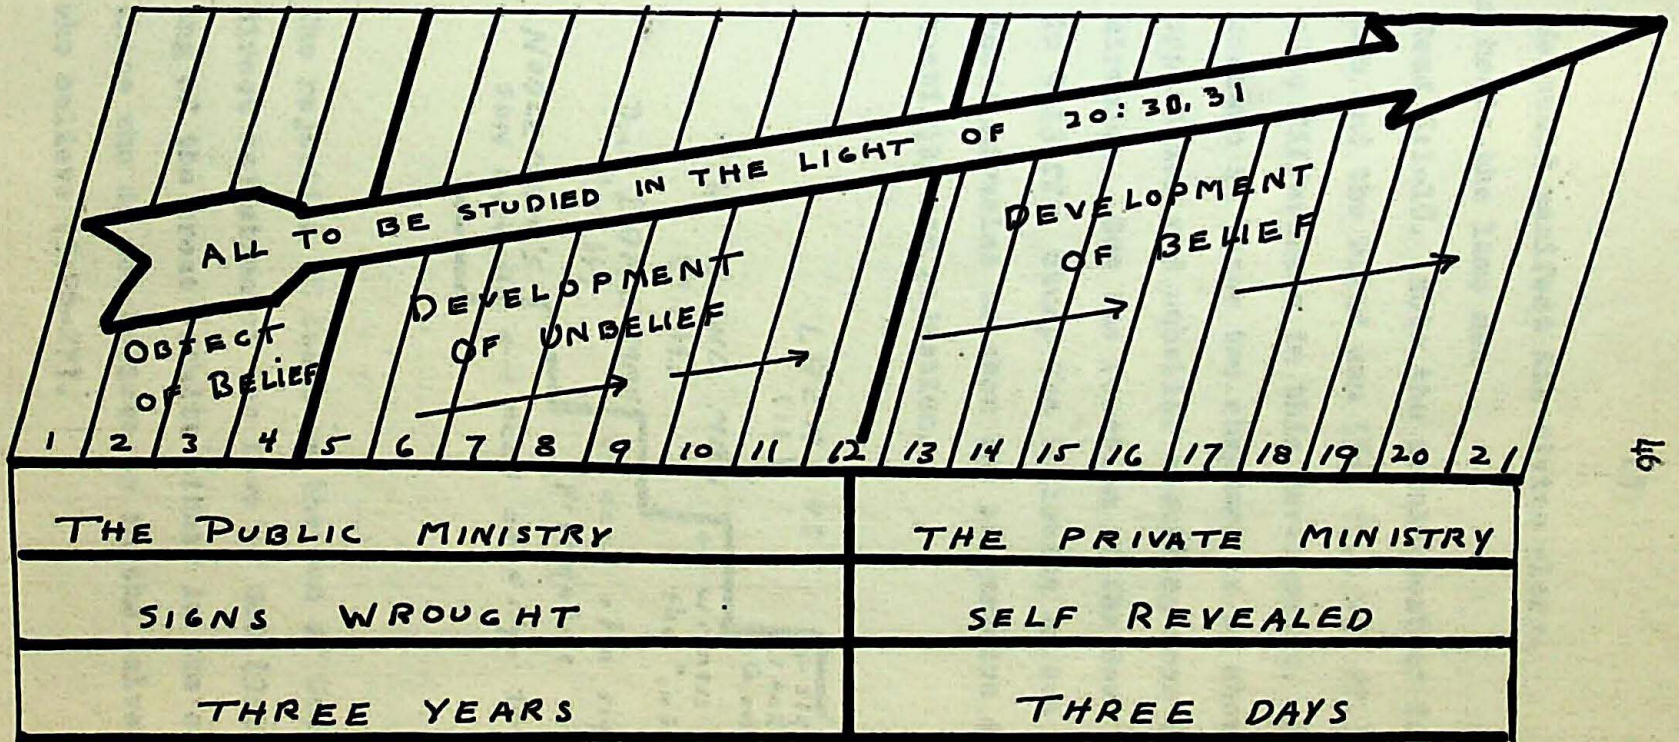 ALL TO BE STUDIED IN THE LIGHT OF 20:30,31
OBJECT
OF BELIEF
DEVELOPMENT
OF UNBELIEF
DEVELOPMENT
OF BELIEF
1 2 3 4 5 6 7 8 9 10 11 12 13 14 15 16 17 18 19 20 21
THE PUBLIC MINISTRY
THE PRIVATE MINISTRY
SIGNS WROUGHT
SELF REVEALED
THREE YEARS
THREE DAYS